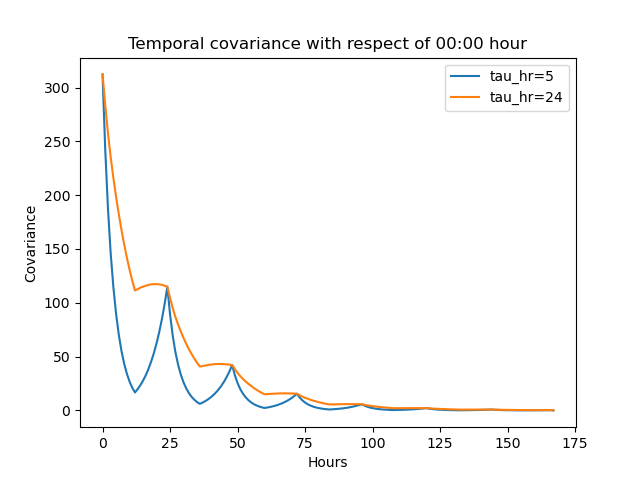 Temporal covariance with respect of 00:00 hour
tau_hr=5
tau_hr=24
Covariance
300
250
200
150
100
50
0
0 25 50 75 100 125 150 175
Hours